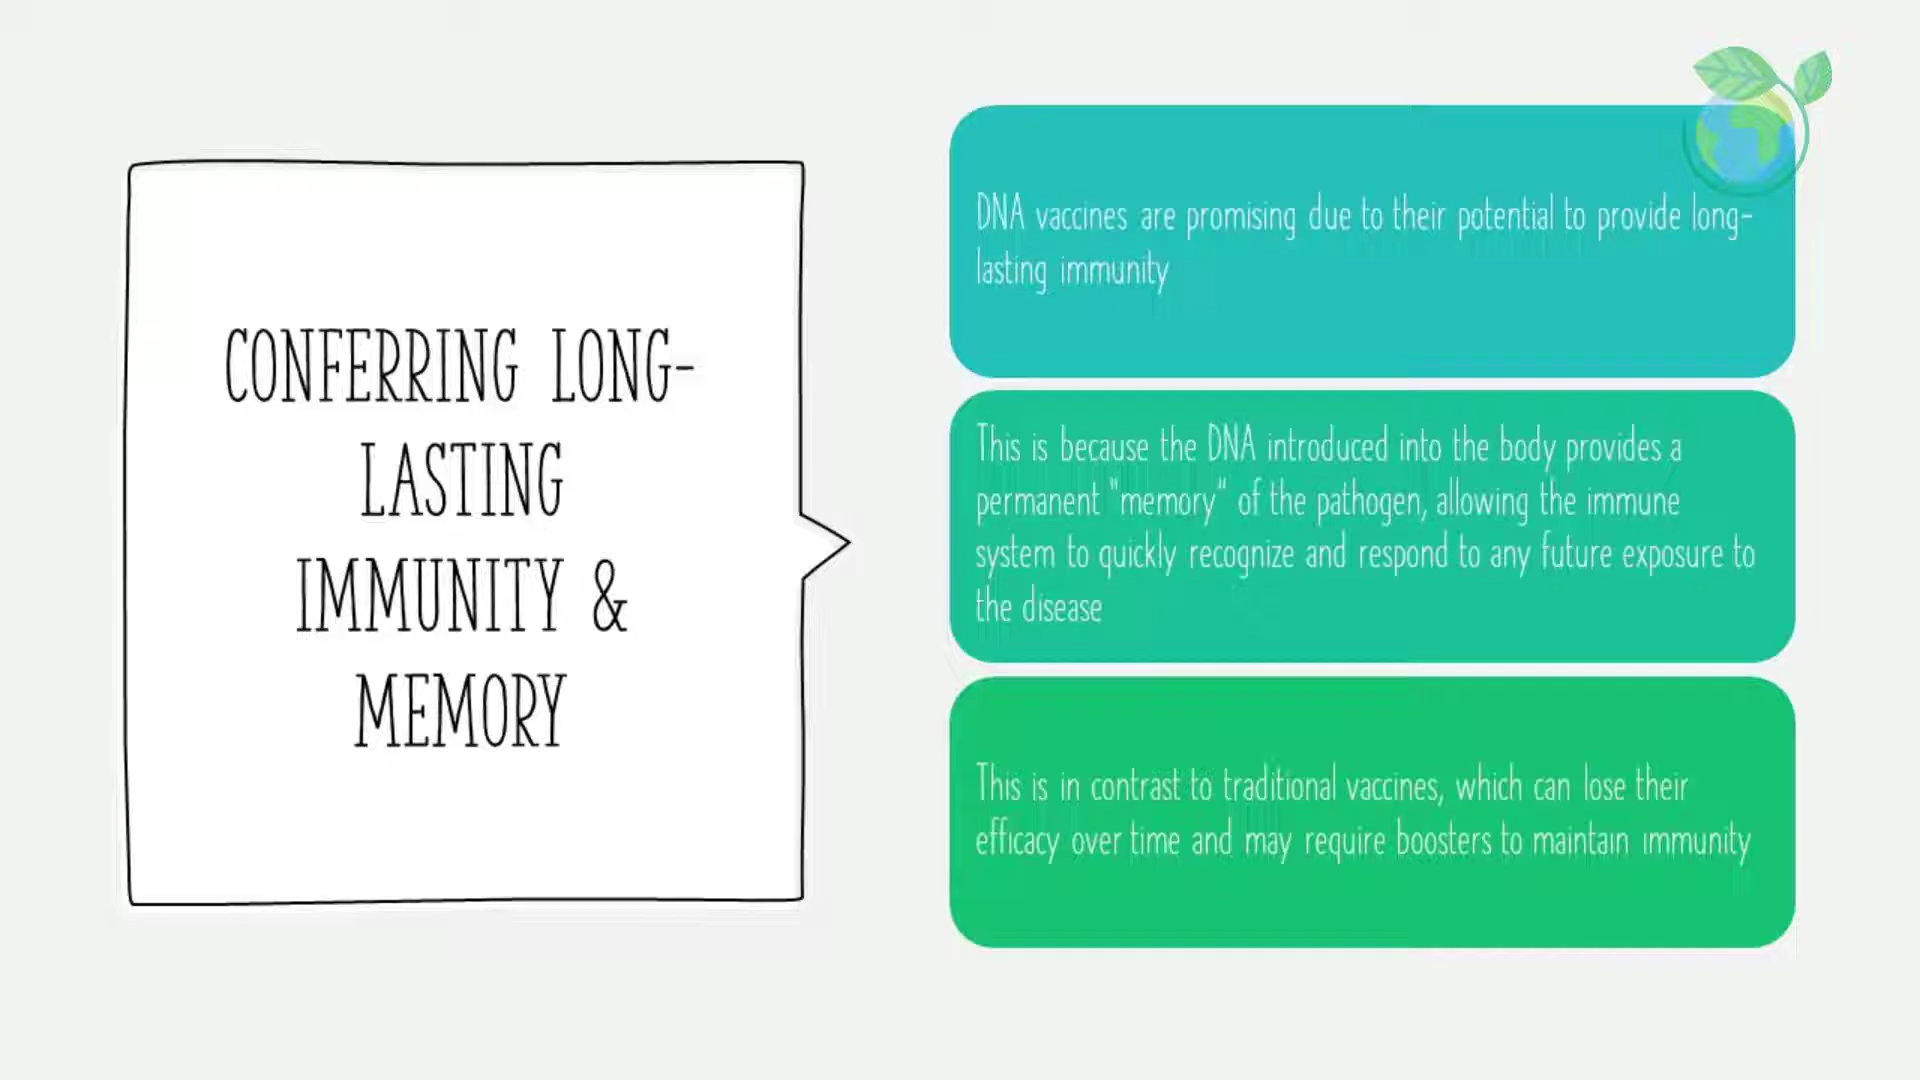 CONFERRING LONG-
LASTING
IMMUNITY &
MEMORY
DNA vaccines are promising due to their potential to provide long-
lasting immunity
This is because the DNA introduced into the body provides a
permanent "memory" of the pathogen, allowing the immune
system to quickly recognize and respond to any future exposure to
the disease
This is in contrast to traditional vaccines, which can lose their
efficacy over time and may require boosters to maintain immunity